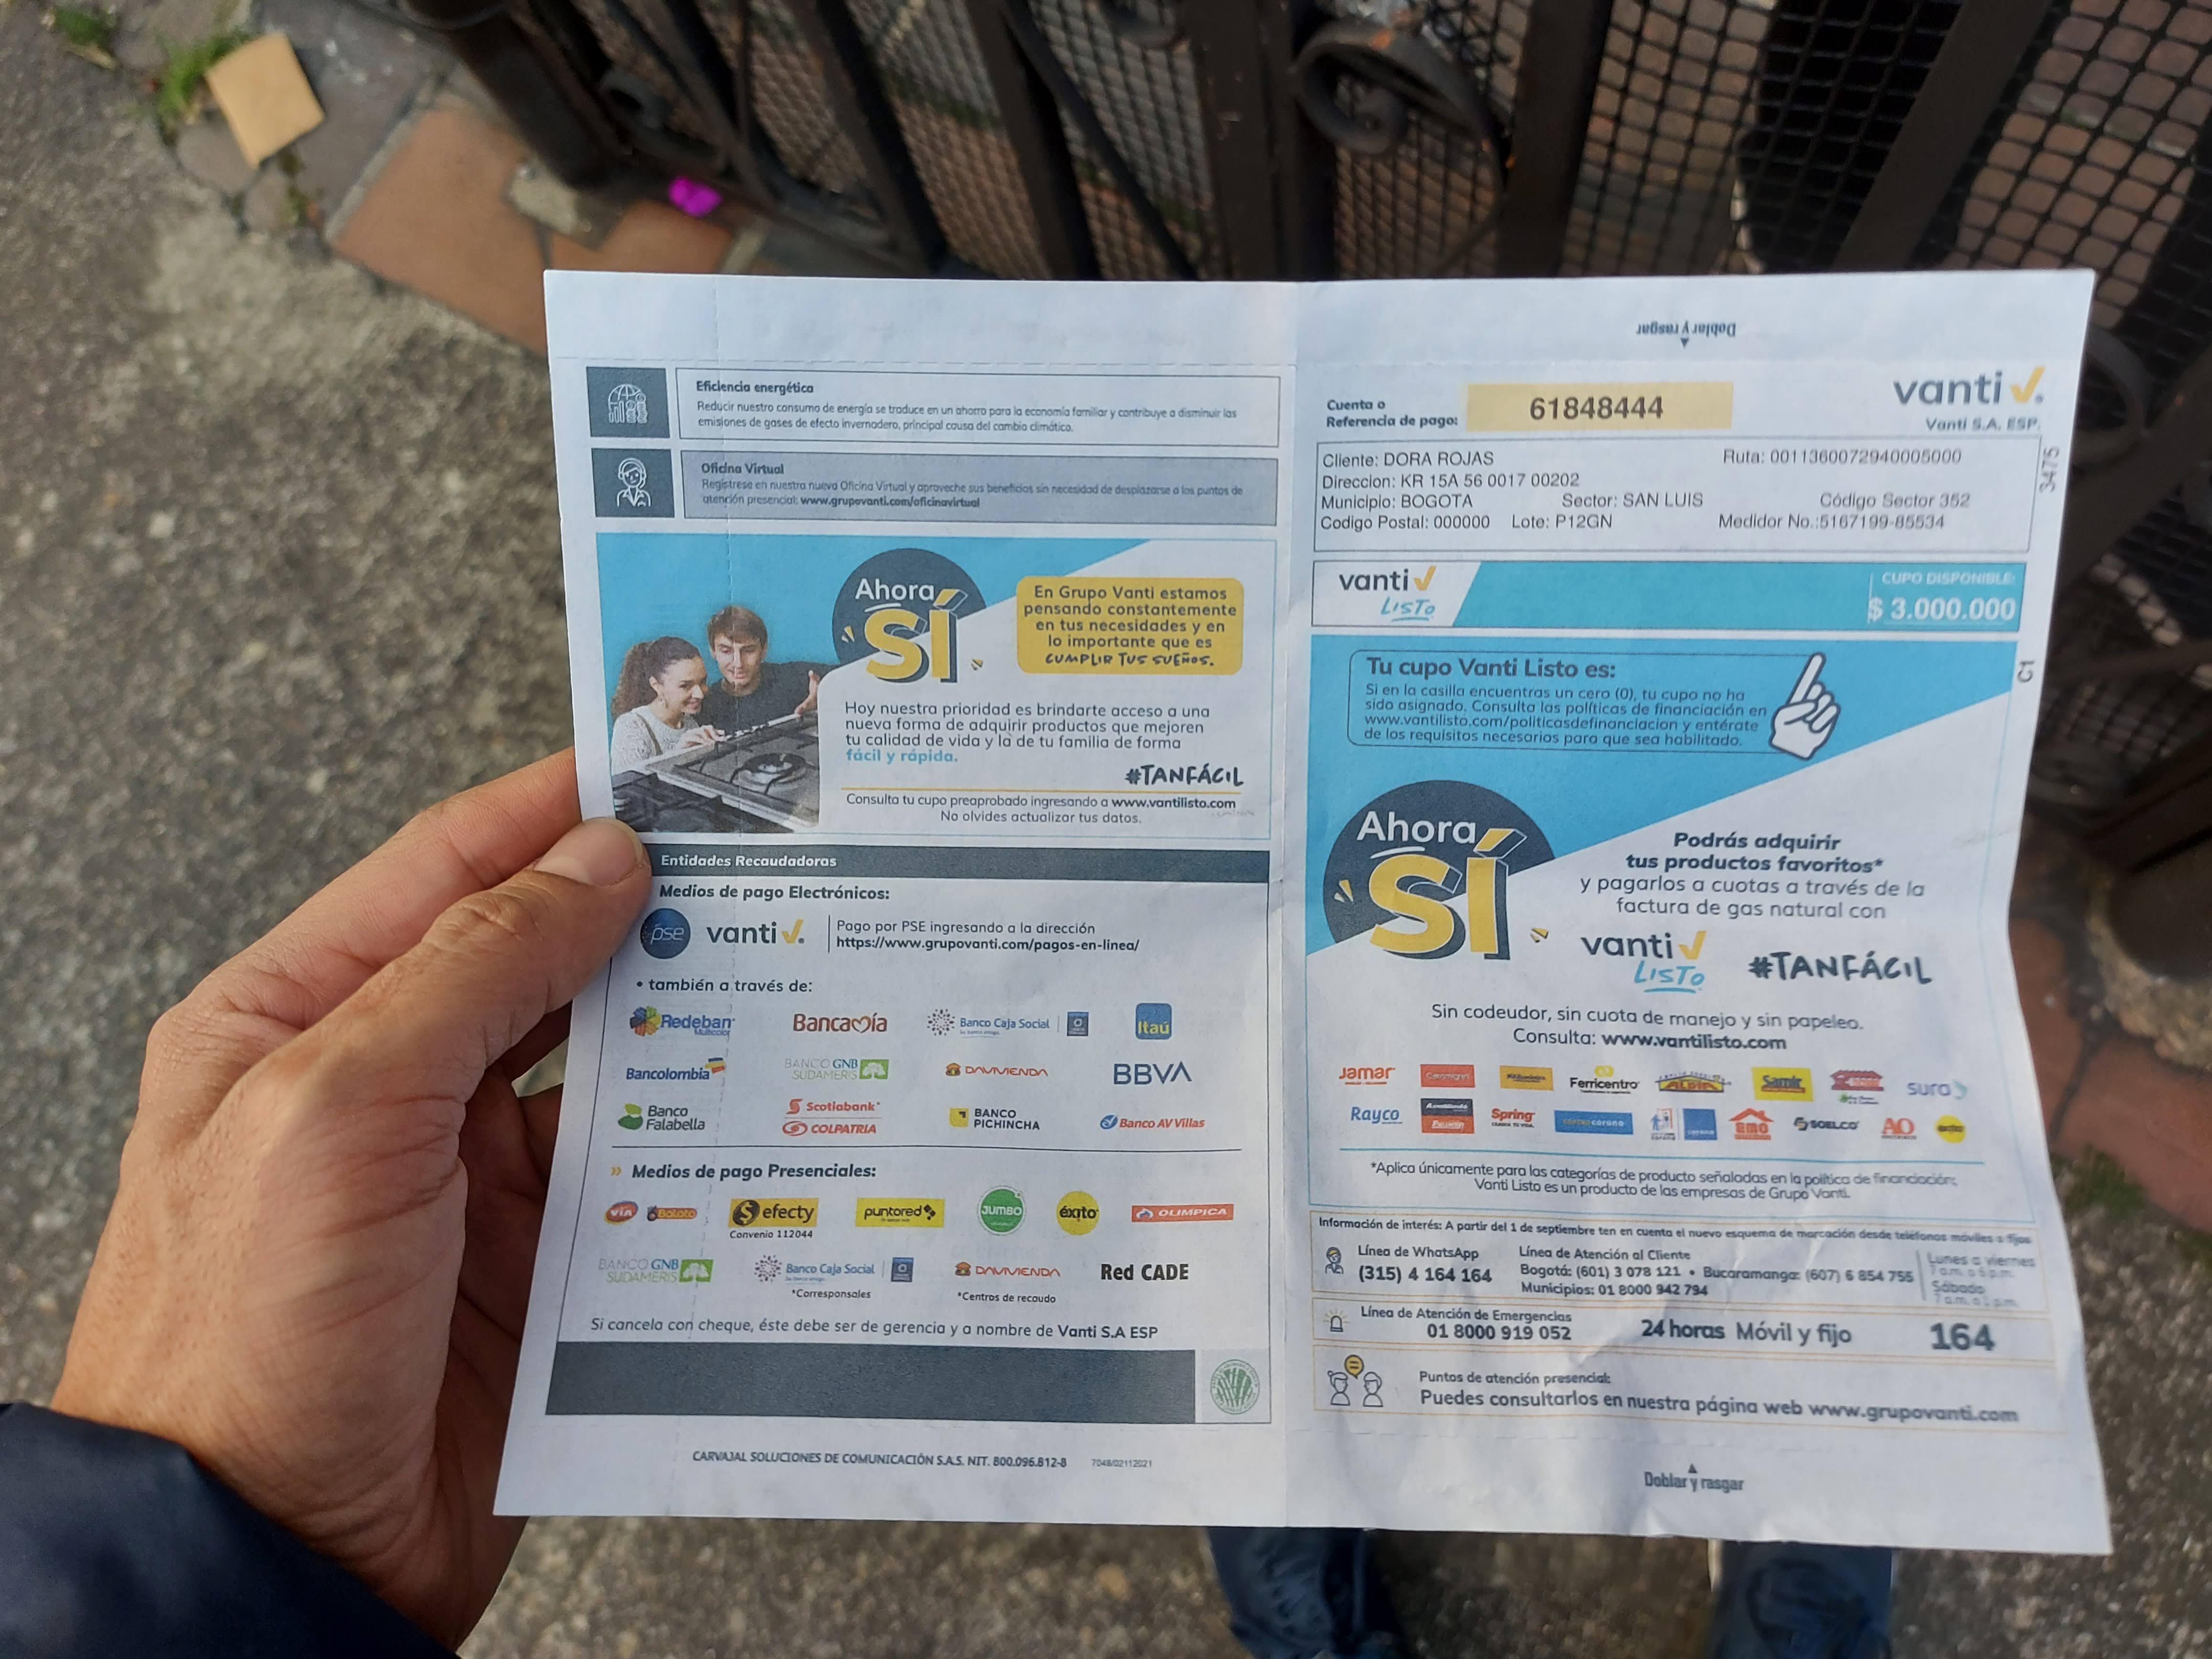 Doblar y rasgar
Eficiencia energética
Reducir nuestro consumo de energía se traduce en un ahorro para la economía familiar y contribuye a disminuir las
emisiones de gases de efecto invernadero, principal causa del cambio climático.
Oficina Virtual
Regístrese en nuestra nueva Oficina Virtual y aproveche sus beneficios sin necesidad de desplazarse a los puntos de
atención presencial: www.grupovanti.com/oficinavirtual
Ahora
SÍ
En Grupo Vanti estamos
pensando constantemente
en tus necesidades y en
lo importante que es
CUMPLIR TUS SUEÑOS.
Hoy nuestra prioridad es brindarte acceso a una
nueva forma de adquirir productos que mejoren
tu calidad de vida y la de tu familia de forma
fácil y rápida.
#TANFÁCIL
Consulta tu cupo preaprobado ingresando a www.vantilisto.com
No olvides actualizar tus datos.
Entidades Recaudadoras
Medios de pago Electrónicos:
pse vanti
Pago por PSE ingresando a la dirección
https://www.grupovanti.com/pagos-en-linea/
• también a través de:
Redeban Multicolor Bancamía Banco Caja Social Itaú
Bancolombia BANCO GNB SUDAMERIS DAVIVIENDA BBVA
Banco Falabella Scotiabank COLPATRIA BANCO PICHINCHA Banco AV Villas
» Medios de pago Presenciales:
VIA Baloto efecty puntored JUMBO éxito OLIMPICA
Convenio 112044
BANCO GNB SUDAMERIS Banco Caja Social DAVIVIENDA Red CADE
*Corresponsales *Centros de recaudo
Si cancela con cheque, éste debe ser de gerencia y a nombre de Vanti S.A ESP
CARVAJAL SOLUCIONES DE COMUNICACIÓN S.A.S. NIT. 800.096.812-8 7048/02112021
Cuenta o
Referencia de pago: 61848444
vanti
Vanti S.A. ESP.
Cliente: DORA ROJAS Ruta: 0011360072940005000
Direccion: KR 15A 56 0017 00202
Municipio: BOGOTA Sector: SAN LUIS Código Sector 352
Codigo Postal: 000000 Lote: P12GN Medidor No.:5167199-85534
3475
vanti
LISTO
CUPO DISPONIBLE:
$ 3.000.000
C1
Tu cupo Vanti Listo es:
Si en la casilla encuentras un cero (0), tu cupo no ha
sido asignado. Consulta las políticas de financiación en
www.vantilisto.com/politicasdefinanciacion y entérate
de los requisitos necesarios para que sea habilitado.
Ahora
SÍ
Podrás adquirir
tus productos favoritos*
y pagarlos a cuotas a través de la
factura de gas natural con
vanti
LISTO
#TANFÁCIL
Sin codeudor, sin cuota de manejo y sin papeleo.
Consulta: www.vantilisto.com
Jamar Ferricentro ALDÍA Samir sura
Rayco Spring corona EMO SOELCO AO
*Aplica únicamente para las categorías de producto señaladas en la política de financiación;
Vanti Listo es un producto de las empresas de Grupo Vanti.
Información de interés: A partir del 1 de septiembre ten en cuenta el nuevo esquema de marcación desde teléfonos móviles o fijos
Línea de WhatsApp
(315) 4 164 164
Línea de Atención al Cliente
Bogotá: (601) 3 078 121 • Bucaramanga: (607) 6 854 755
Municipios: 01 8000 942 794
Lunes a viernes
7 a.m. a 6 p.m.
Sábado
7 a.m. a 1 p.m.
Línea de Atención de Emergencias
01 8000 919 052
24 horas Móvil y fijo 164
Puntos de atención presencial:
Puedes consultarlos en nuestra página web www.grupovanti.com
Doblar y rasgar